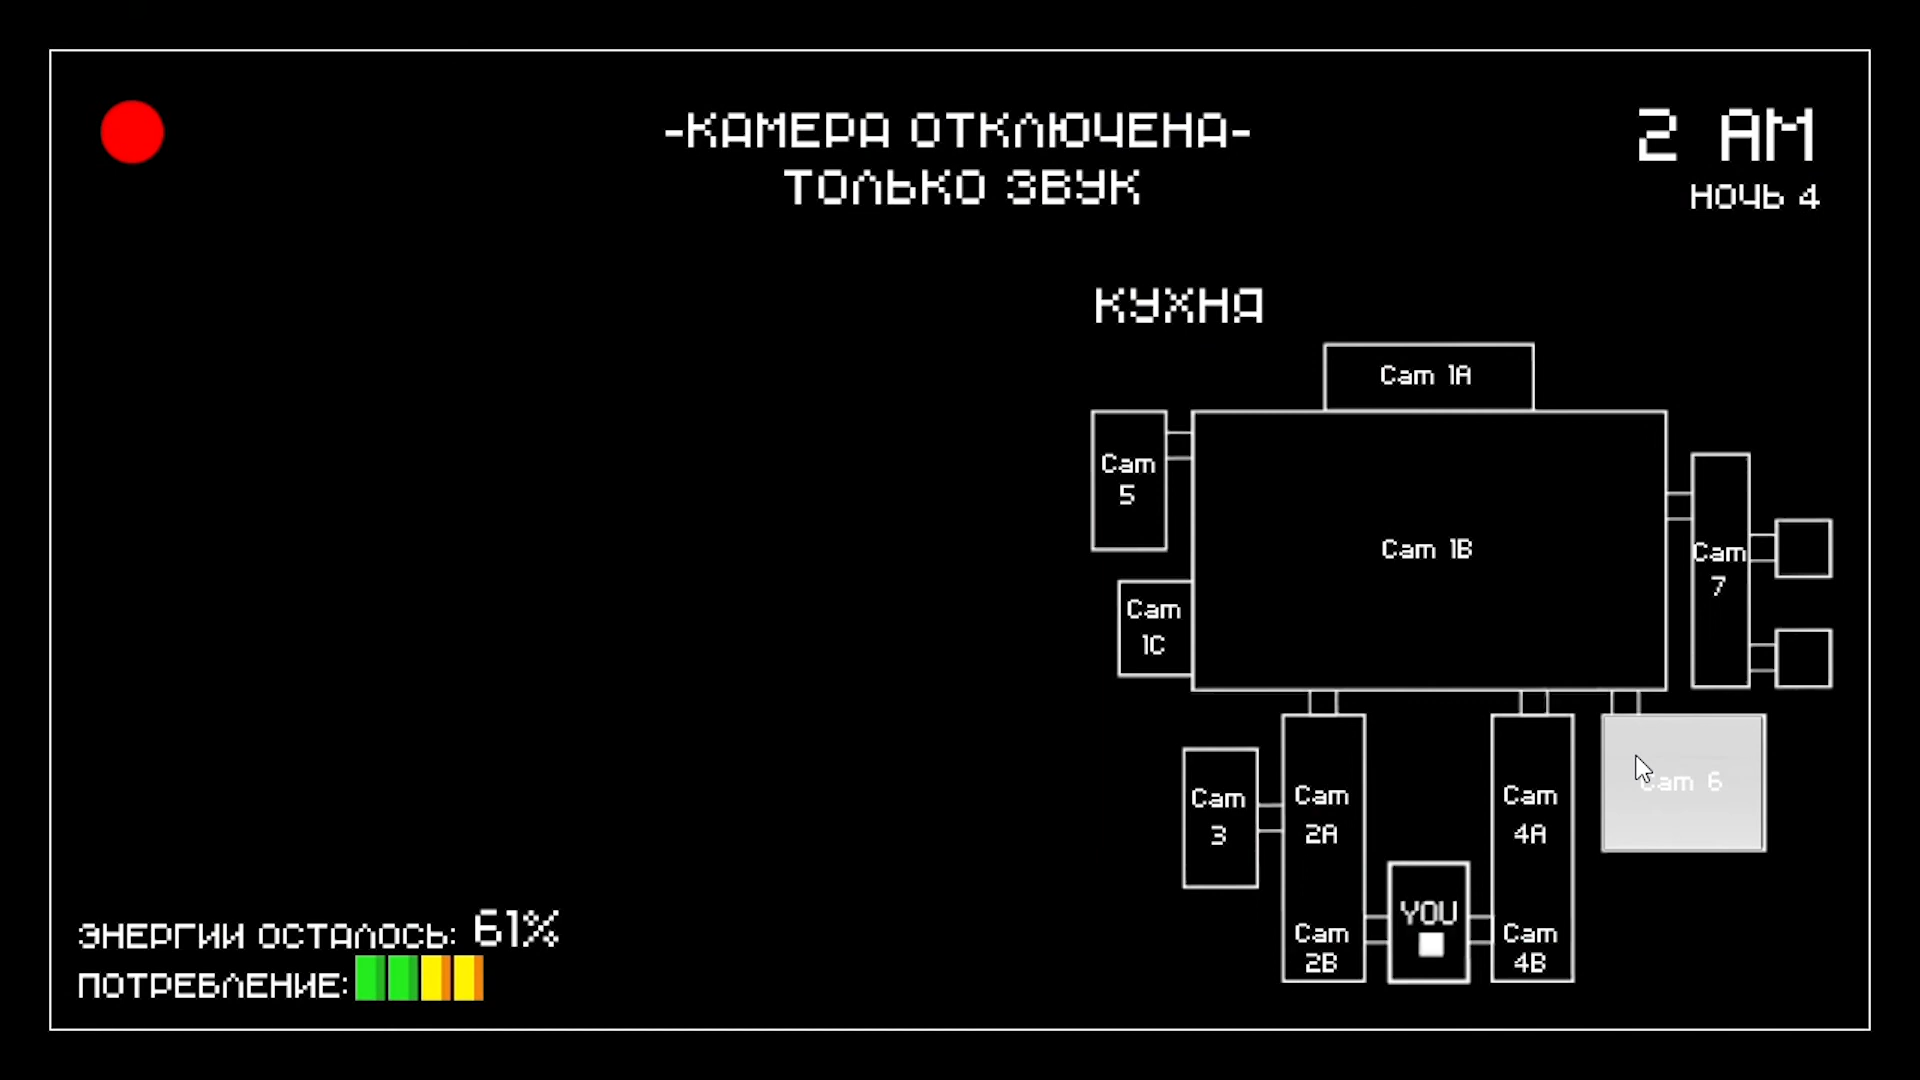 -КАМЕРА ОТКЛЮЧЕНА-
ТОЛЬКО ЗВУК
2 AM
НОЧЬ 4
КУХНЯ
Cam 1A
Cam
5
Cam 1B
Cam
7
Cam
1C
Cam 6
Cam
3
Cam
2A
Cam
4A
YOU
Cam
2B
Cam
4B
ЭНЕРГИИ ОСТАЛОСЬ: 61%
ПОТРЕБЛЕНИЕ: